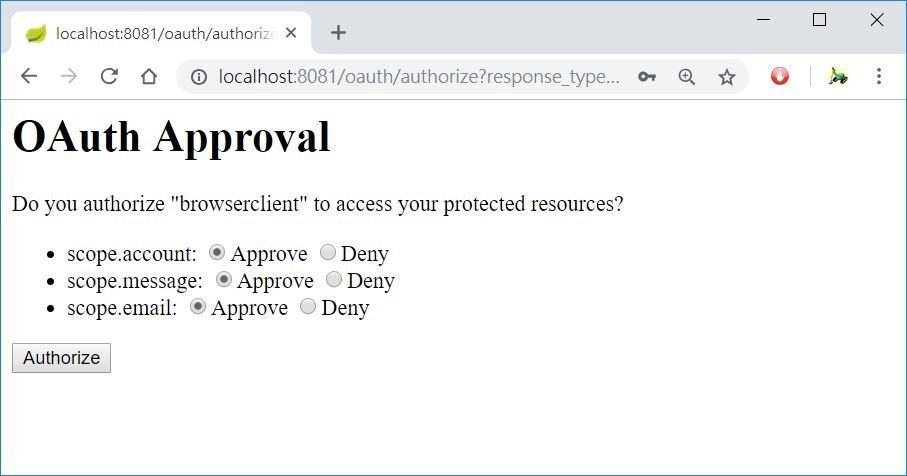 localhost:8081/oauth/authorize
localhost:8081/oauth/authorize?response_type...
OAuth Approval
Do you authorize "browserclient" to access your protected resources?
scope.account: Approve Deny
scope.message: Approve Deny
scope.email: Approve Deny
Authorize